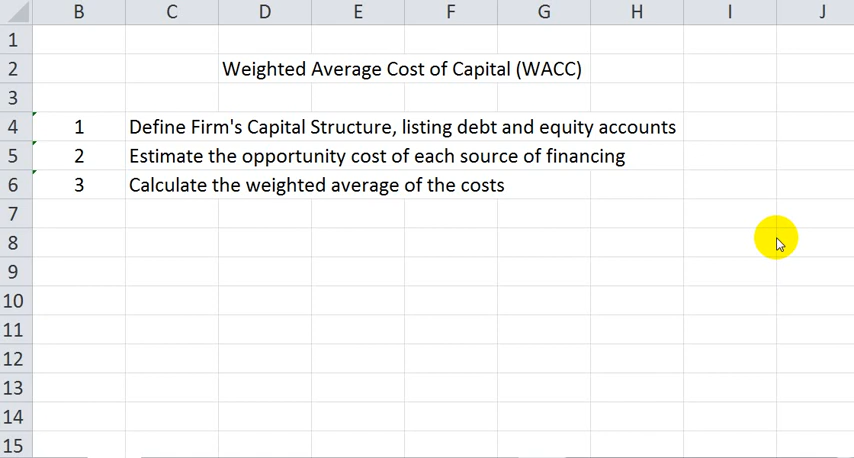 B C D E F G H I J
1
2 Weighted Average Cost of Capital (WACC)
3
4 1 Define Firm's Capital Structure, listing debt and equity accounts
5 2 Estimate the opportunity cost of each source of financing
6 3 Calculate the weighted average of the costs
7
8
9
10
11
12
13
14
15